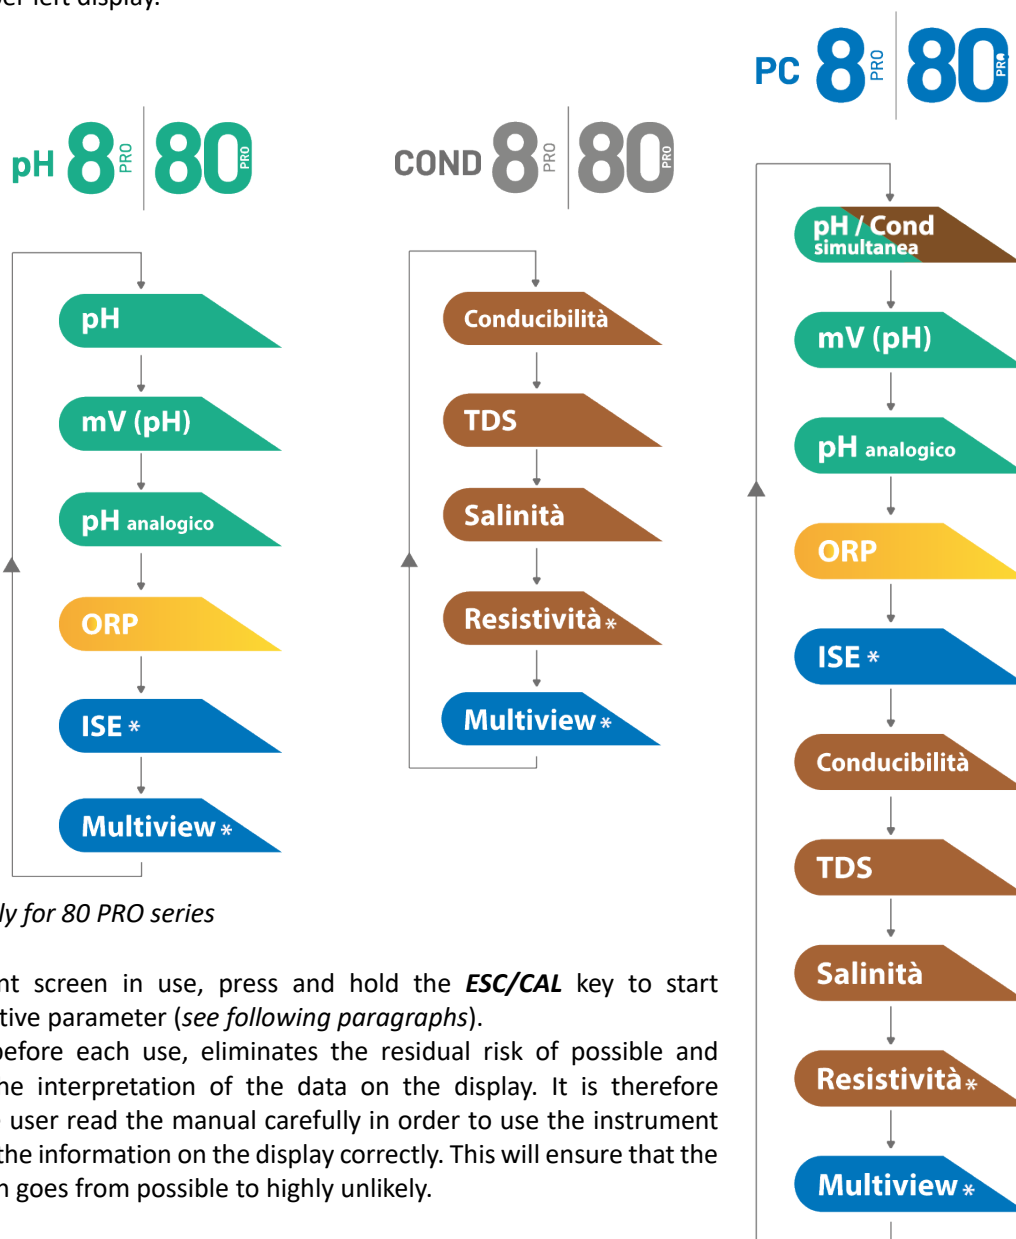 per left display.
pH 8 PRO 80 PRO
pH
mV (pH)
pH analogico
ORP
ISE *
Multiview *
COND 8 PRO 80 PRO
Conducibilità
TDS
Salinità
Resistività *
Multiview *
PC 8 PRO 80 PRO
pH / Cond
simultanea
mV (pH)
pH analogico
ORP
ISE *
Conducibilità
TDS
Salinità
Resistività *
Multiview *
ly for 80 PRO series
nt screen in use, press and hold the ESC/CAL key to start
tive parameter (see following paragraphs).
before each use, eliminates the residual risk of possible and
he interpretation of the data on the display. It is therefore
user read the manual carefully in order to use the instrument
the information on the display correctly. This will ensure that the
n goes from possible to highly unlikely.